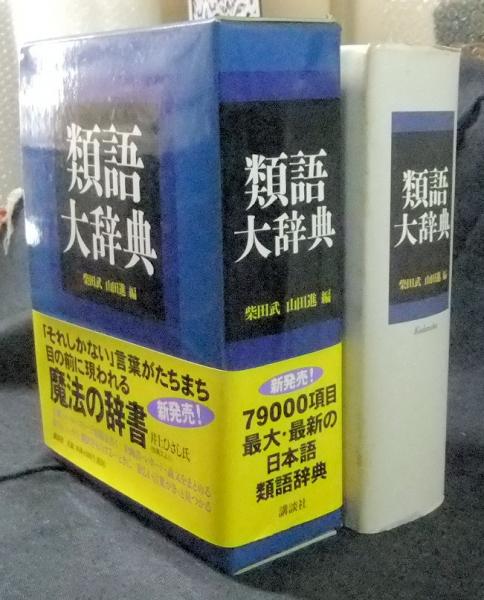 類語
大辞典
柴田武 山田進 編
「それしかない」言葉がたちまち
目の前に現われる
魔法の辞書
新発売!
井上ひさし氏
類語
大辞典
柴田武 山田進 編
新発売!
79000項目
最大・最新の
日本語
類語辞典
講談社
類語
大辞典
柴田武 山田進 編
Kodansha